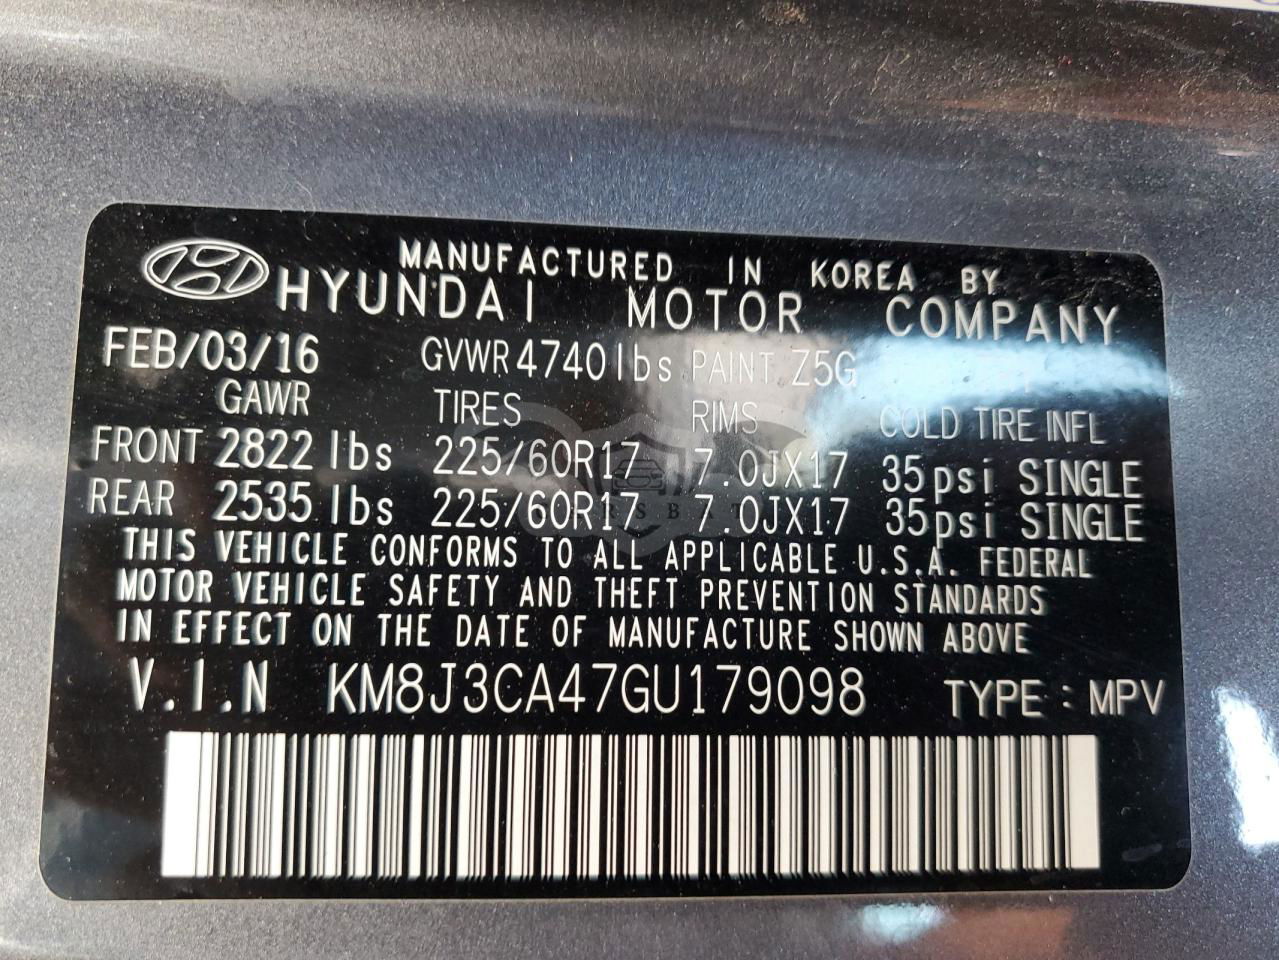 MANUFACTURED IN KOREA BY
HYUNDAI MOTOR COMPANY
FEB/03/16 GVWR 4740lbs PAINT Z5G
GAWR TIRES RIMS COLD TIRE INFL
FRONT 2822 lbs 225/60R17 7.0JX17 35psi SINGLE
REAR 2535 lbs 225/60R17 7.0JX17 35psi SINGLE
THIS VEHICLE CONFORMS TO ALL APPLICABLE U.S.A. FEDERAL
MOTOR VEHICLE SAFETY AND THEFT PREVENTION STANDARDS
IN EFFECT ON THE DATE OF MANUFACTURE SHOWN ABOVE
V.I.N KM8J3CA47GU179098 TYPE : MPV